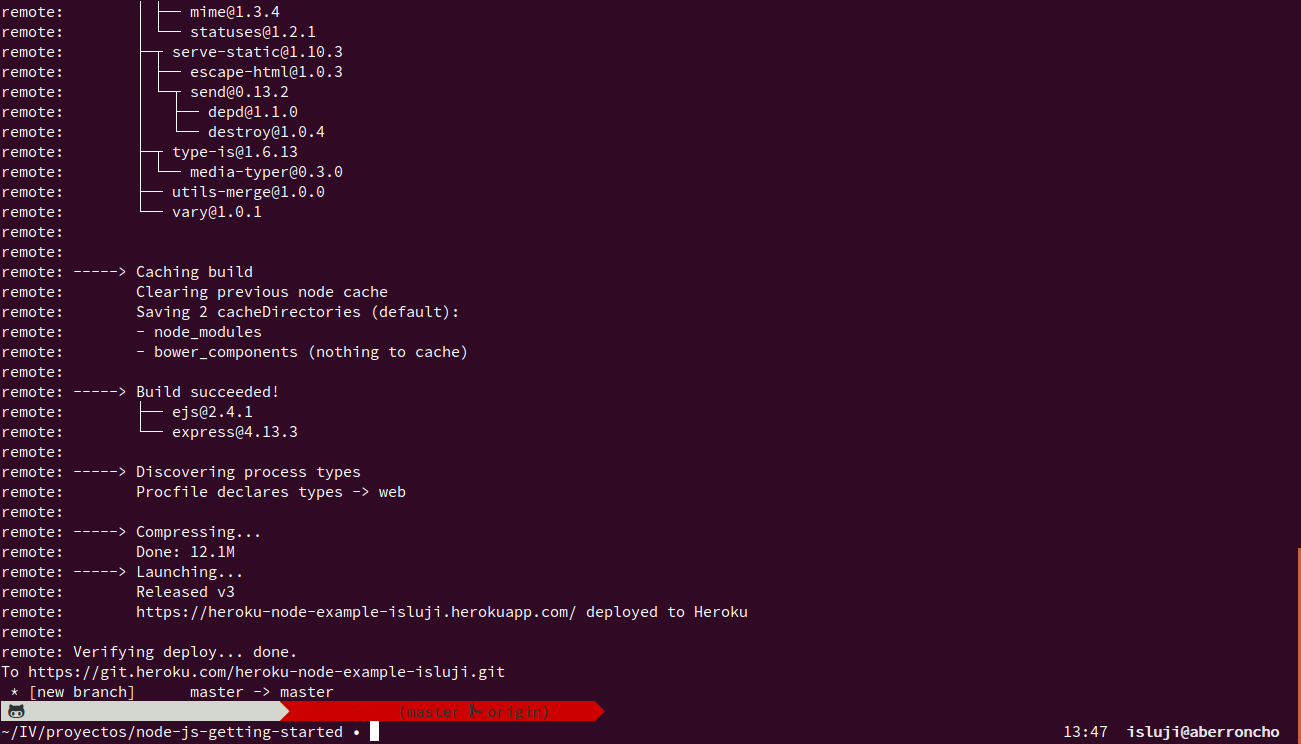 remote:        │ ├── mime@1.3.4
remote:        │ └── statuses@1.2.1
remote:        ├─┬ serve-static@1.10.3
remote:        │ ├── escape-html@1.0.3
remote:        │ └─┬ send@0.13.2
remote:        │   ├── depd@1.1.0
remote:        │   └── destroy@1.0.4
remote:        ├─┬ type-is@1.6.13
remote:        │ └── media-typer@0.3.0
remote:        ├── utils-merge@1.0.0
remote:        └── vary@1.0.1
remote:
remote:
remote: -----> Caching build
remote:        Clearing previous node cache
remote:        Saving 2 cacheDirectories (default):
remote:        - node_modules
remote:        - bower_components (nothing to cache)
remote:
remote: -----> Build succeeded!
remote:        ├── ejs@2.4.1
remote:        └── express@4.13.3
remote:
remote: -----> Discovering process types
remote:        Procfile declares types -> web
remote:
remote: -----> Compressing...
remote:        Done: 12.1M
remote: -----> Launching...
remote:        Released v3
remote:        https://heroku-node-example-isluji.herokuapp.com/ deployed to Heroku
remote:
remote: Verifying deploy... done.
To https://git.heroku.com/heroku-node-example-isluji.git
 * [new branch]      master -> master
(master origin)
~/IV/proyectos/node-js-getting-started • 13:47 isluji@aberroncho